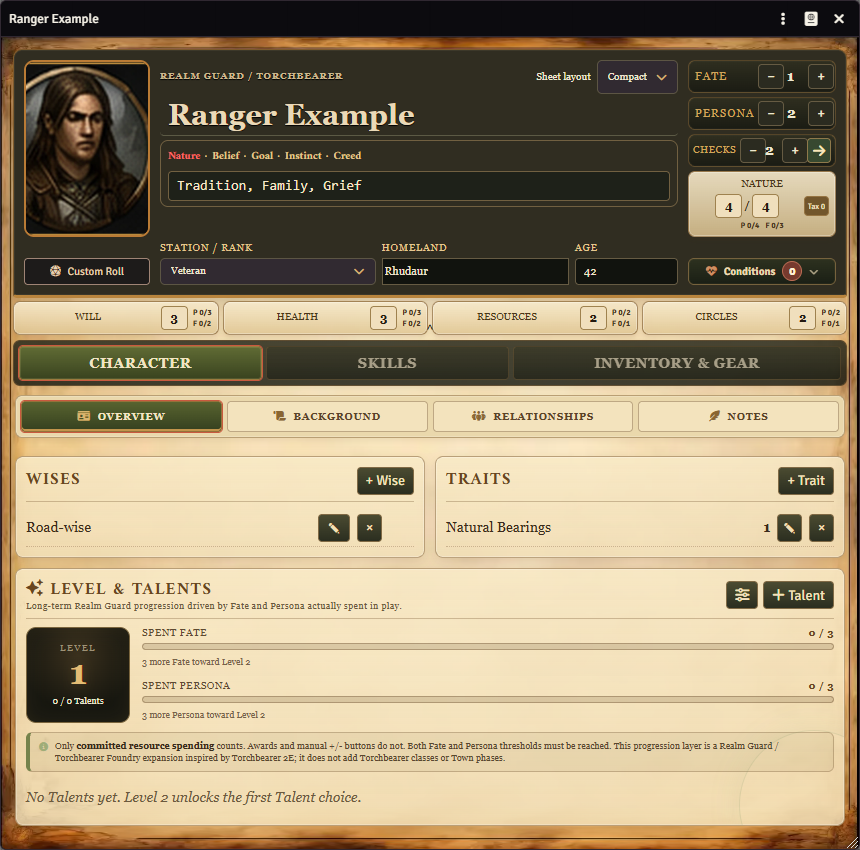 Ranger Example
REALM GUARD / TORCHBEARER
Sheet layout
Compact
Ranger Example
Nature · Belief · Goal · Instinct · Creed
Tradition, Family, Grief
FATE − 1 +
PERSONA − 2 +
CHECKS − 2 +
NATURE
4 / 4
Tax 0
P 0/4 F 0/3
Custom Roll
STATION / RANK
Veteran
HOMELAND
Rhudaur
AGE
42
Conditions 0
WILL 3 P 0/3 F 0/2
HEALTH 3 P 0/3 F 0/2
RESOURCES 2 P 0/2 F 0/1
CIRCLES 2 P 0/2 F 0/1
CHARACTER
SKILLS
INVENTORY & GEAR
OVERVIEW
BACKGROUND
RELATIONSHIPS
NOTES
WISES
+ Wise
Road-wise
TRAITS
+ Trait
Natural Bearings 1
LEVEL & TALENTS
Long-term Realm Guard progression driven by Fate and Persona actually spent in play.
+ Talent
LEVEL
1
0 / 0 Talents
SPENT FATE 0 / 3
3 more Fate toward Level 2
SPENT PERSONA 0 / 3
3 more Persona toward Level 2
Only committed resource spending counts. Awards and manual +/- buttons do not. Both Fate and Persona thresholds must be reached. This progression layer is a Realm Guard /
Torchbearer Foundry expansion inspired by Torchbearer 2E; it does not add Torchbearer classes or Town phases.
No Talents yet. Level 2 unlocks the first Talent choice.